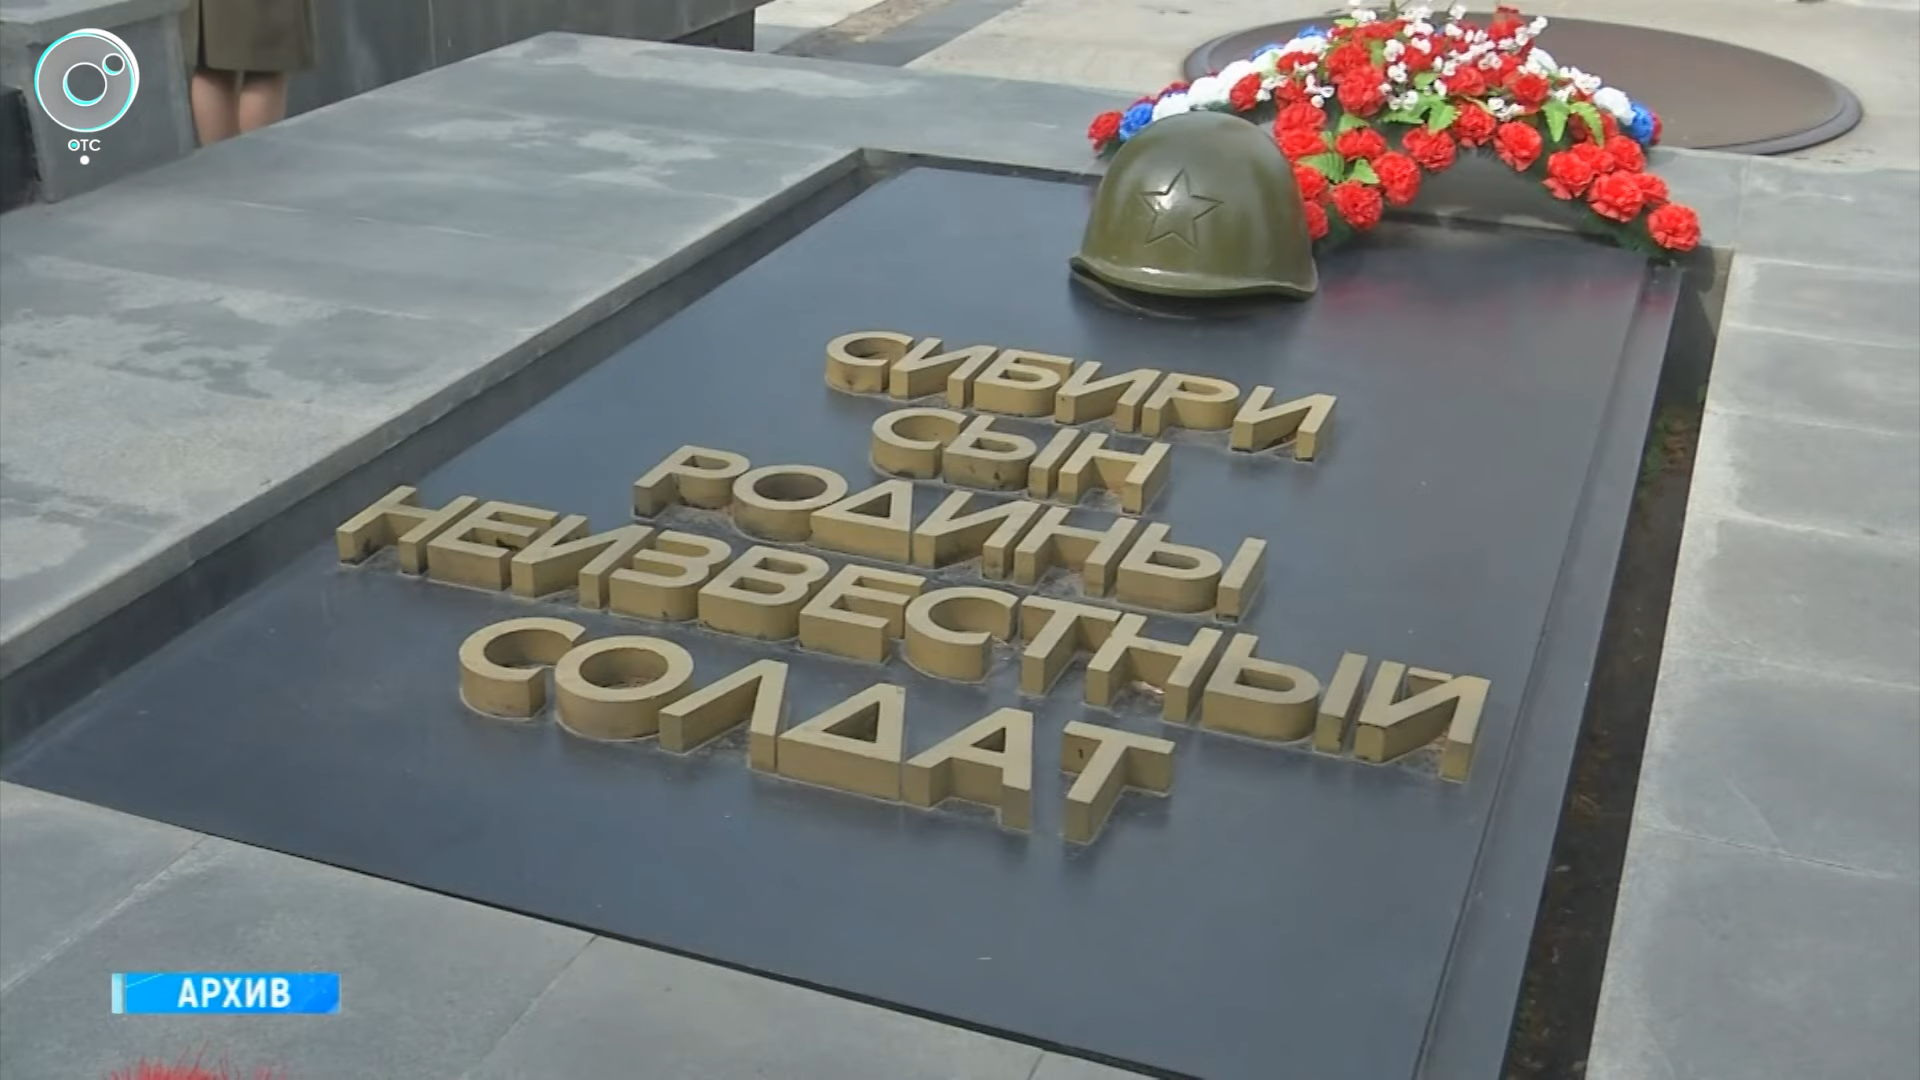 ОТС
СИБИРИ
СЫН
РОДИНЫ
НЕИЗВЕСТНЫЙ
СОЛДАТ
АРХИВ